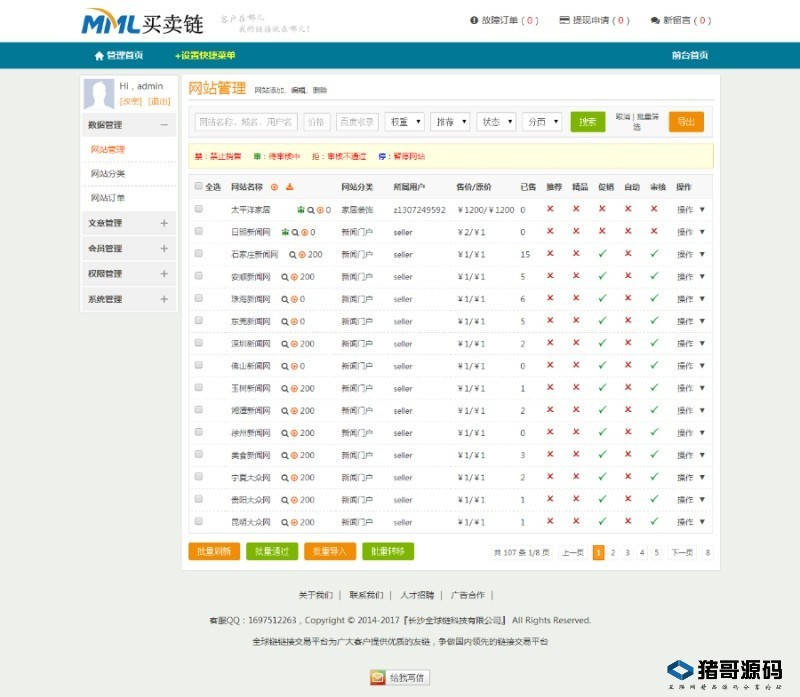 MML买卖链 客户在哪儿
我的链接就在哪儿!
故障订单 ( 0 ) 提现申请 ( 0 ) 新留言 ( 0 )
管理首页 +设置快捷菜单 前台首页
Hi，admin
[改密] [退出]
数据管理
网站管理
网站分类
网站订单
文章管理
会员管理
权限管理
系统管理
网站管理 网站添加、编辑、删除
网站名称、域名、用户名 价格 百度收录 权重 推荐 状态 分页 搜索 取消 | 批量筛选 导出
禁：禁止销售 审：待审核中 拒：审核不通过 停：暂停网站
全选 网站名称 网站分类 所属用户 售价/原价 已售 推荐 精品 促销 自动 审核 操作
太平洋家居 审 0 家居装饰 z1307249592 ￥1200/￥1200 0 操作
日照新闻网 审 0 新闻门户 seller ￥2/￥1 0 操作
石家庄新闻网 200 新闻门户 seller ￥1/￥1 15 操作
安顺新闻网 200 新闻门户 seller ￥1/￥1 5 操作
珠海新闻网 0 新闻门户 seller ￥1/￥1 6 操作
东莞新闻网 0 新闻门户 seller ￥1/￥1 5 操作
深圳新闻网 200 新闻门户 seller ￥1/￥1 2 操作
佛山新闻网 0 新闻门户 seller ￥1/￥1 0 操作
玉树新闻网 200 新闻门户 seller ￥1/￥1 1 操作
湘潭新闻网 200 新闻门户 seller ￥1/￥1 2 操作
徐州新闻网 200 新闻门户 seller ￥1/￥1 0 操作
美食新闻网 200 新闻门户 seller ￥1/￥1 3 操作
宁夏大众网 200 新闻门户 seller ￥1/￥1 2 操作
贵阳大众网 200 新闻门户 seller ￥1/￥1 1 操作
昆明大众网 200 新闻门户 seller ￥1/￥1 1 操作
批量刷新 批量通过 批量导入 批量转移 共 107 条 1/8 页 上一页 1 2 3 4 5 下一页 8
关于我们 | 联系我们 | 人才招聘 | 广告合作 |
客服QQ：1697512263，Copyright © 2014-2017『长沙全球链科技有限公司』 All Rights Reserved.
全球链链接交易平台为广大客户提供优质的友链，争做国内领先的链接交易平台
给我写信
猪哥源码
互联网精品源码分享论坛